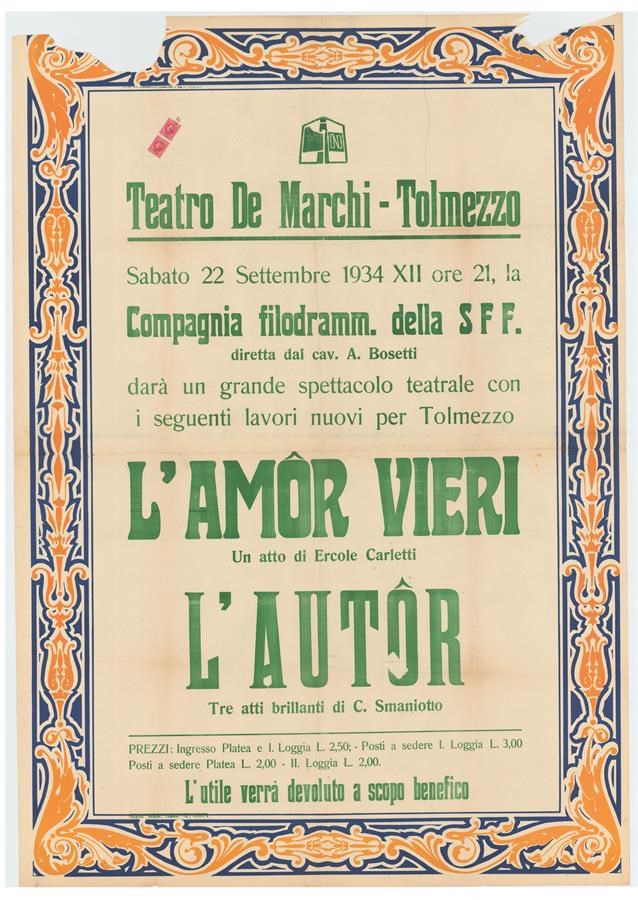 Teatro De Marchi - Tolmezzo
Sabato 22 Settembre 1934 XII ore 21, la
Compagnia filodramm. della S F F.
diretta dal cav. A. Bosetti
darà un grande spettacolo teatrale con
i seguenti lavori nuovi per Tolmezzo
L'AMÔR VIERI
Un atto di Ercole Carletti
L'AUTÔR
Tre atti brillanti di C. Smaniotto
PREZZI: Ingresso Platea e I. Loggia L. 2,50; - Posti a sedere I. Loggia L. 3,00
Posti a sedere Platea L. 2,00 - II. Loggia L. 2,00.
L'utile verrà devoluto a scopo benefico